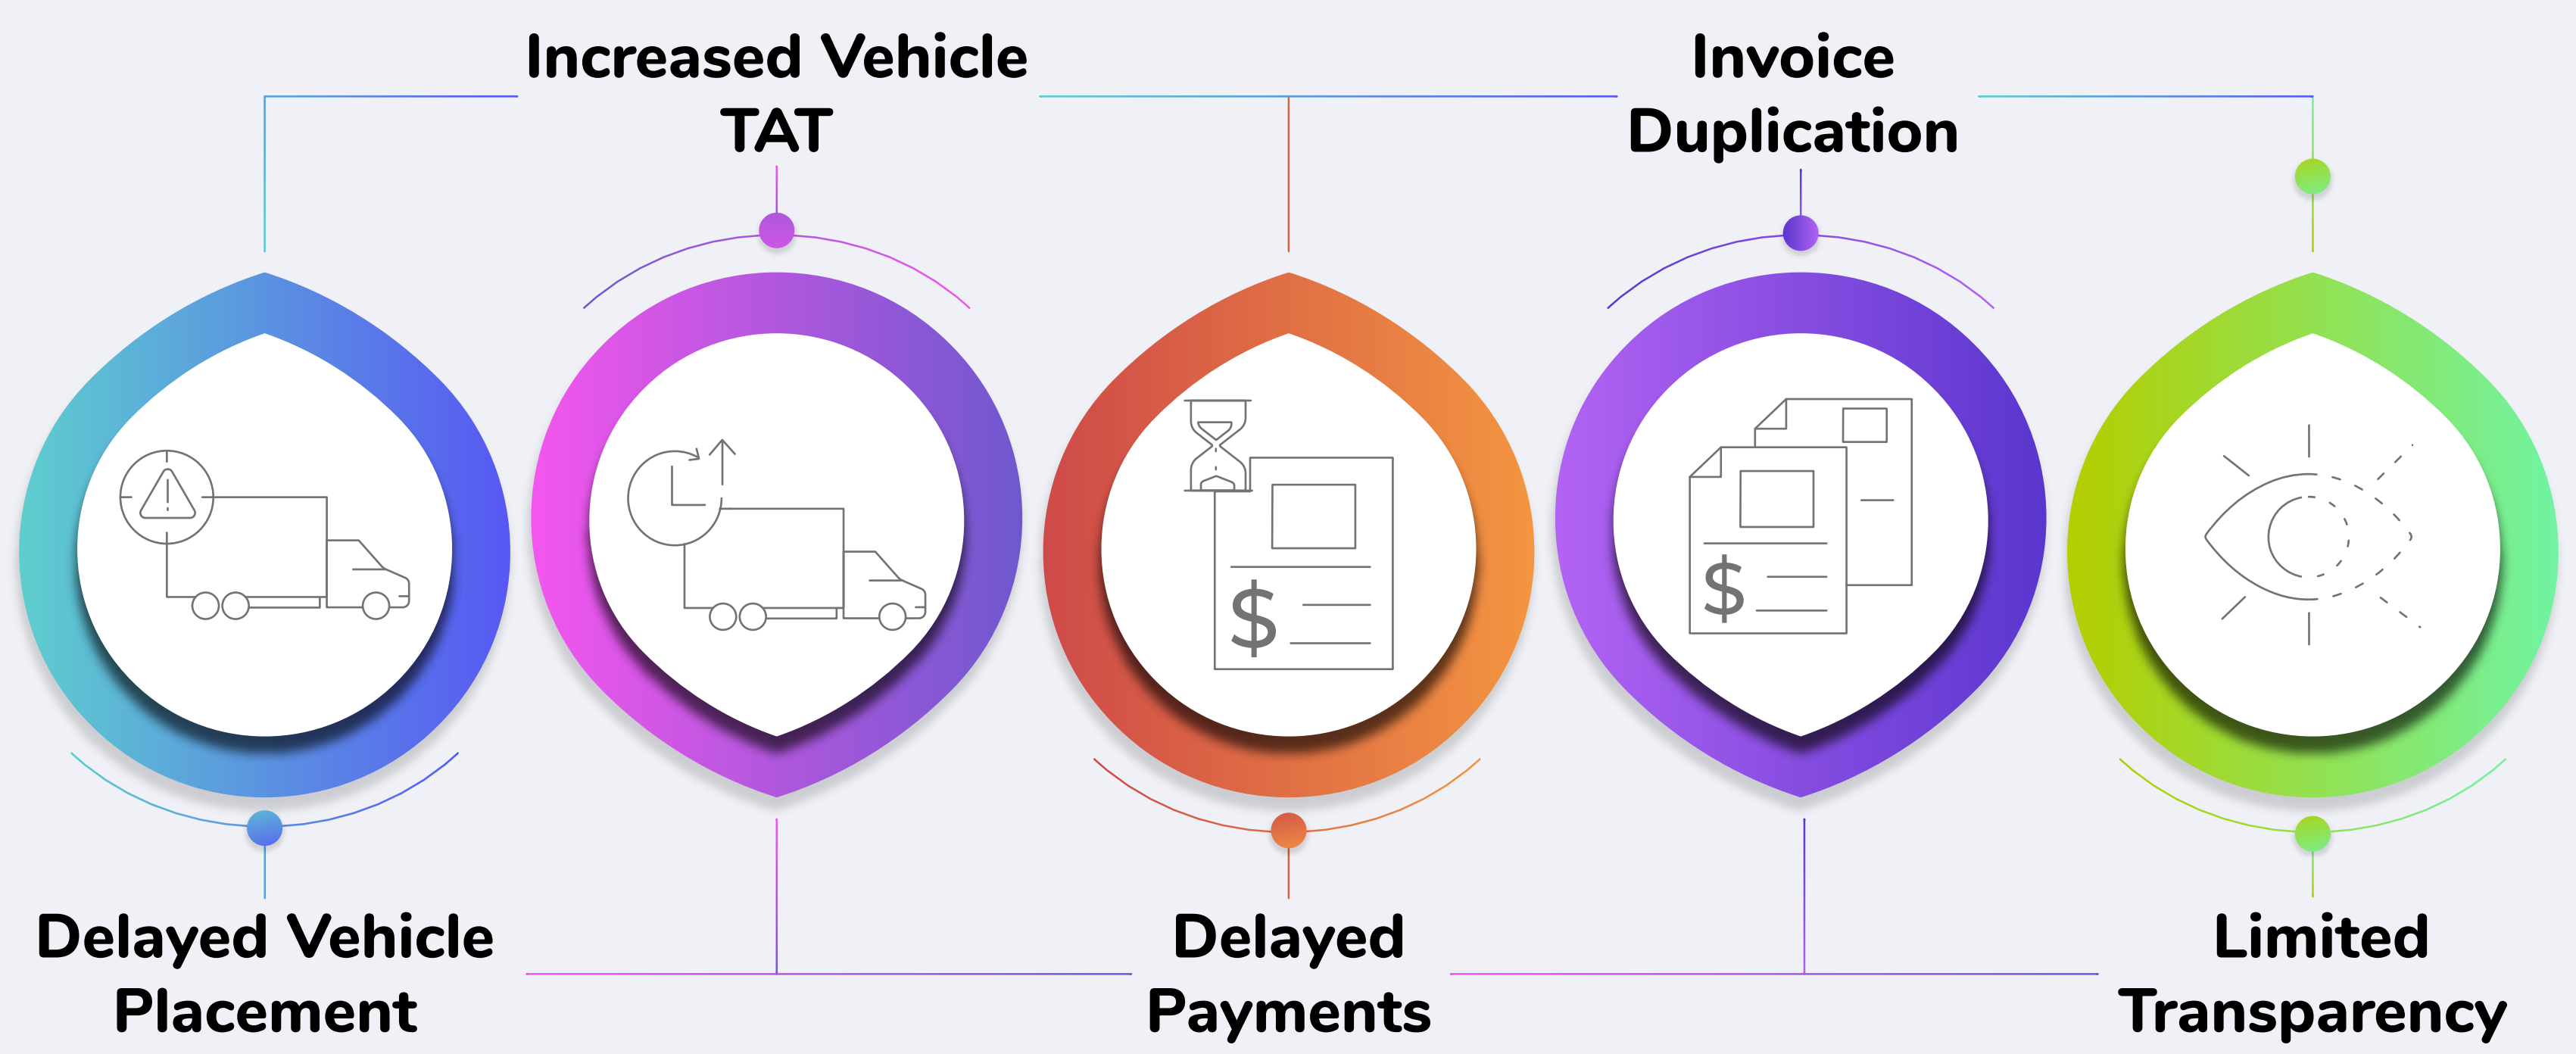 Increased Vehicle
TAT
Invoice
Duplication
$
$
Delayed Vehicle
Placement
Delayed
Payments
Limited
Transparency